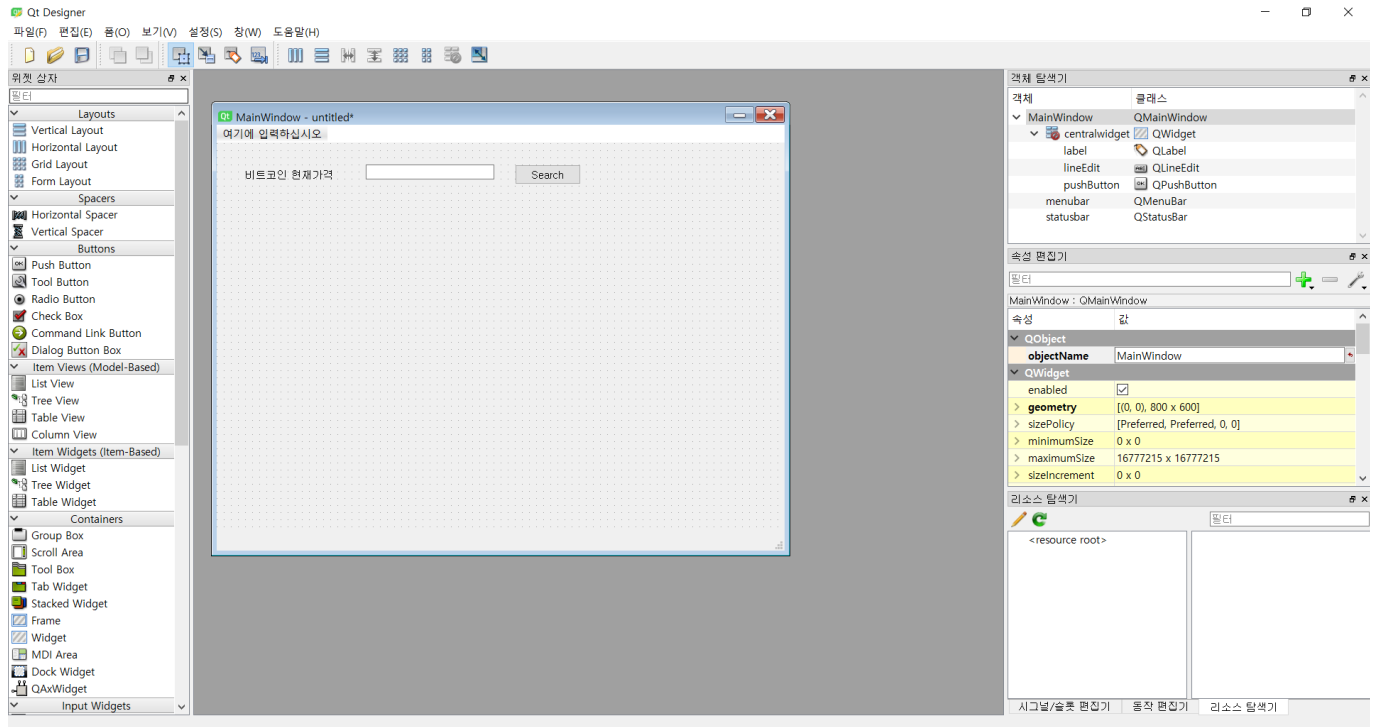 Qt Designer
파일(F) 편집(E) 폼(O) 보기(V) 설정(S) 창(W) 도움말(H)
위젯 상자
필터
Layouts
Vertical Layout
Horizontal Layout
Grid Layout
Form Layout
Spacers
Horizontal Spacer
Vertical Spacer
Buttons
Push Button
Tool Button
Radio Button
Check Box
Command Link Button
Dialog Button Box
Item Views (Model-Based)
List View
Tree View
Table View
Column View
Item Widgets (Item-Based)
List Widget
Tree Widget
Table Widget
Containers
Group Box
Scroll Area
Tool Box
Tab Widget
Stacked Widget
Frame
Widget
MDI Area
Dock Widget
QAxWidget
Input Widgets
MainWindow - untitled*
여기에 입력하십시오
비트코인 현재가격
Search
객체 탐색기
객체 클래스
MainWindow QMainWindow
centralwidget QWidget
label QLabel
lineEdit QLineEdit
pushButton QPushButton
menubar QMenuBar
statusbar QStatusBar
속성 편집기
필터
MainWindow : QMainWindow
속성 값
QObject
objectName MainWindow
QWidget
enabled
geometry [(0, 0), 800 x 600]
sizePolicy [Preferred, Preferred, 0, 0]
minimumSize 0 x 0
maximumSize 16777215 x 16777215
sizeIncrement 0 x 0
리소스 탐색기
필터
<resource root>
시그널/슬롯 편집기 동작 편집기 리소스 탐색기